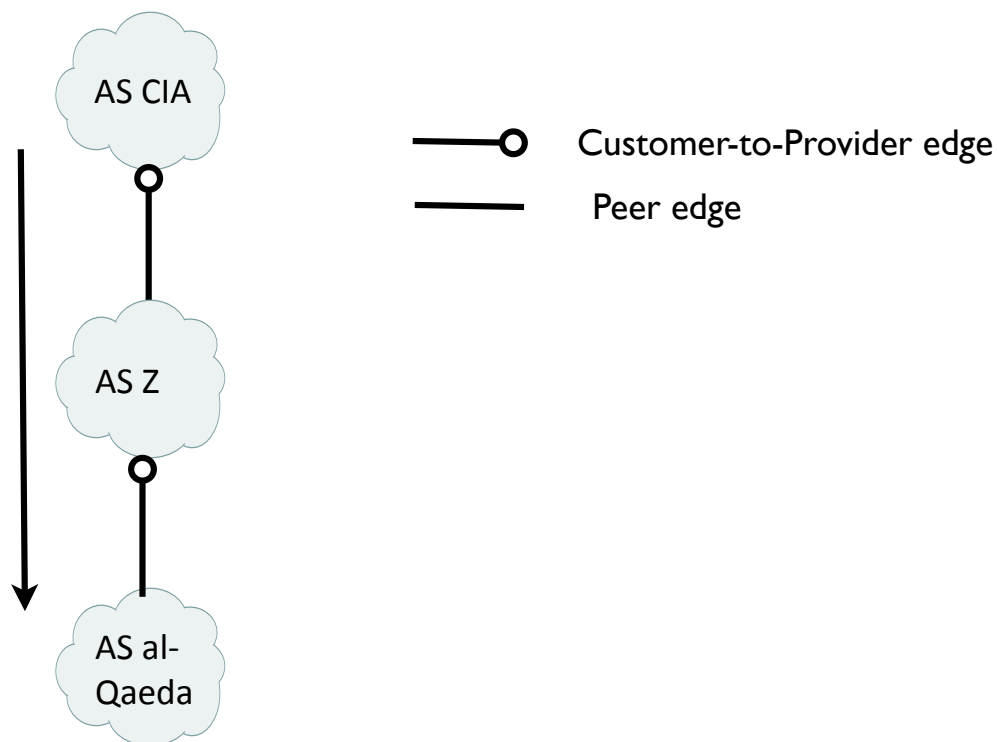 AS CIA
Customer-to-Provider edge
Peer edge
AS Z
AS al-
Qaeda